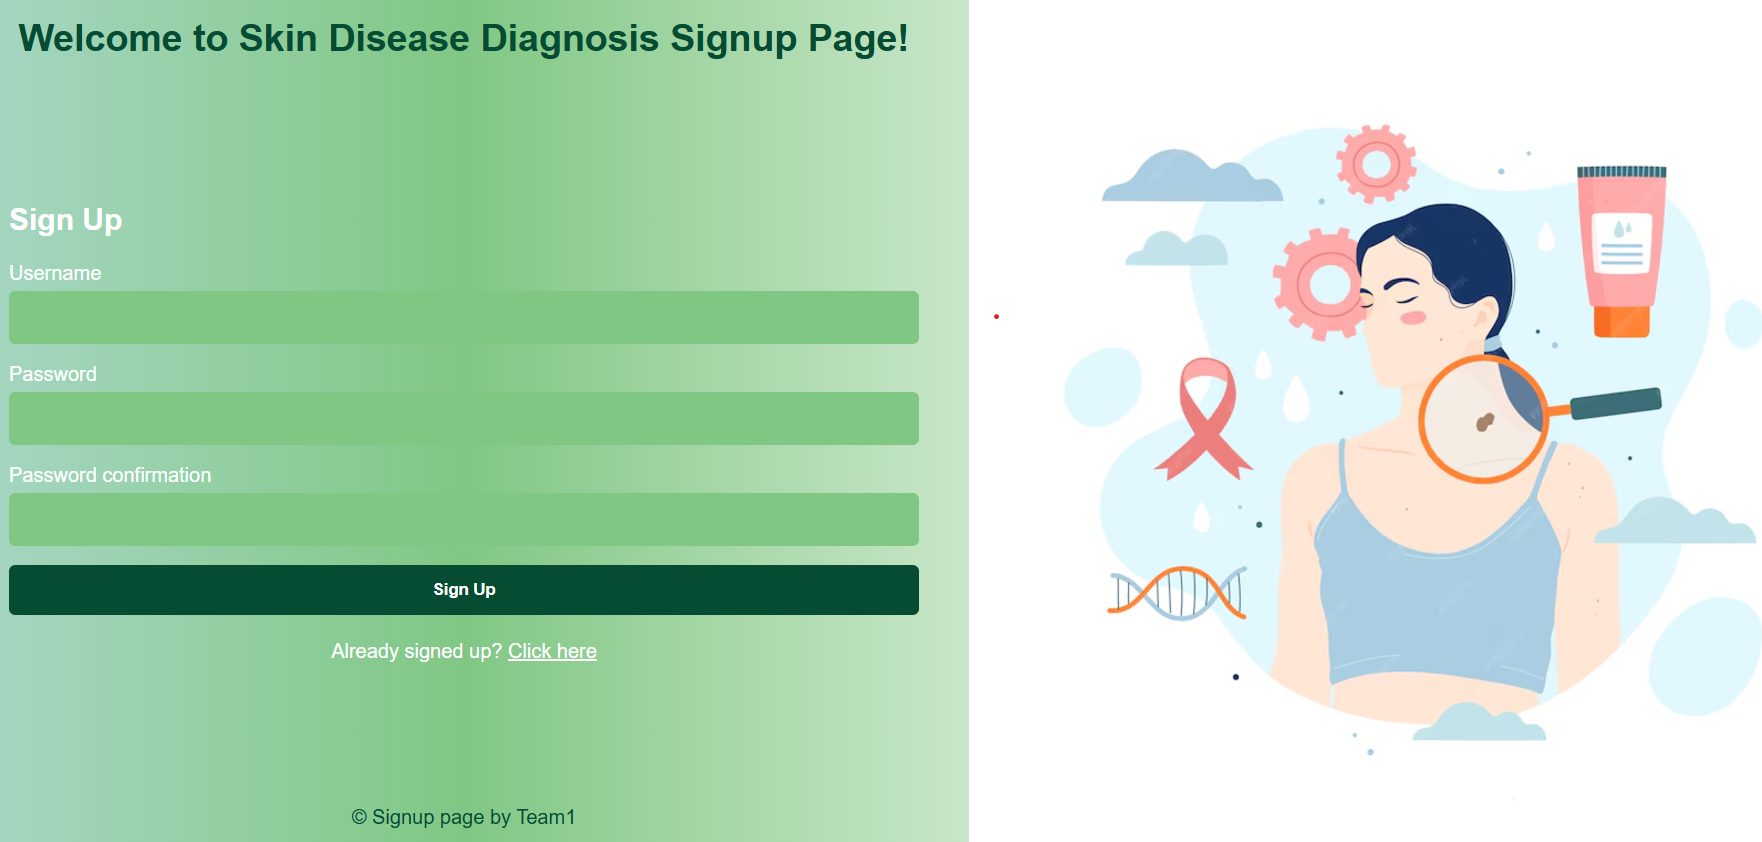 Welcome to Skin Disease Diagnosis Signup Page!
Sign Up
Username
Password
Password confirmation
Sign Up
Already signed up? Click here
© Signup page by Team1